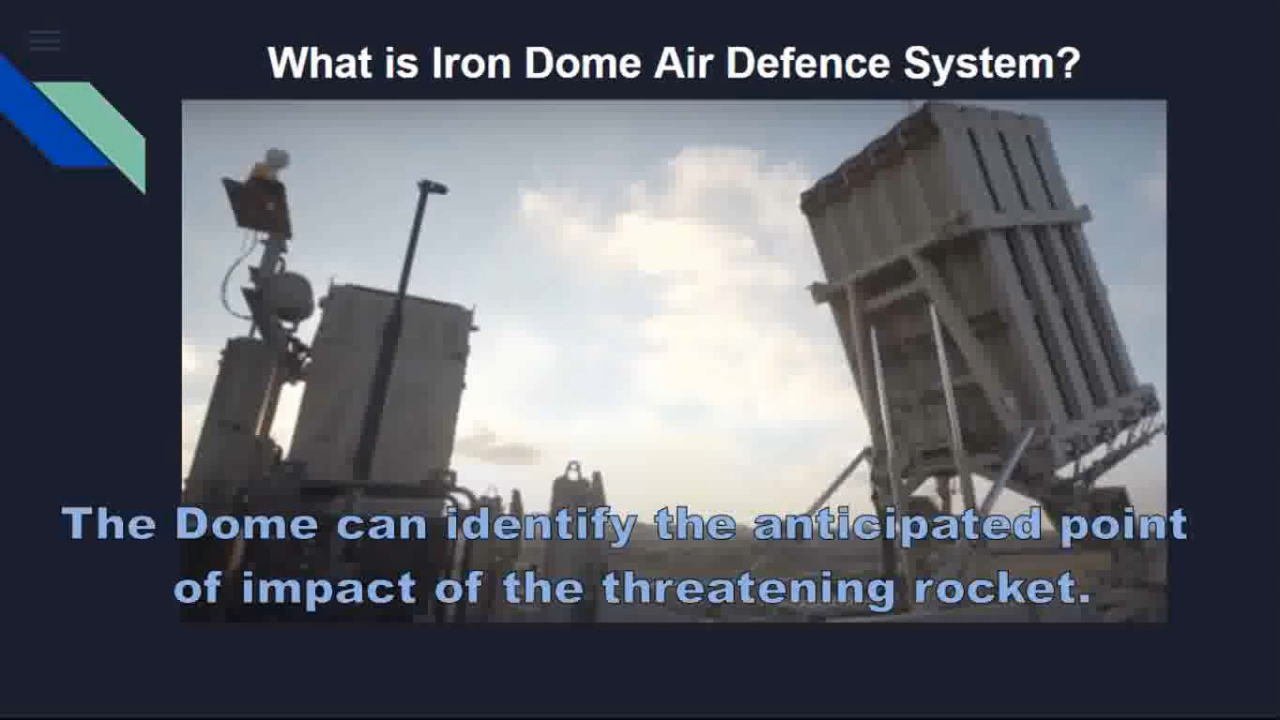 What is Iron Dome Air Defence System?
The Dome can identify the anticipated point
of impact of the threatening rocket.